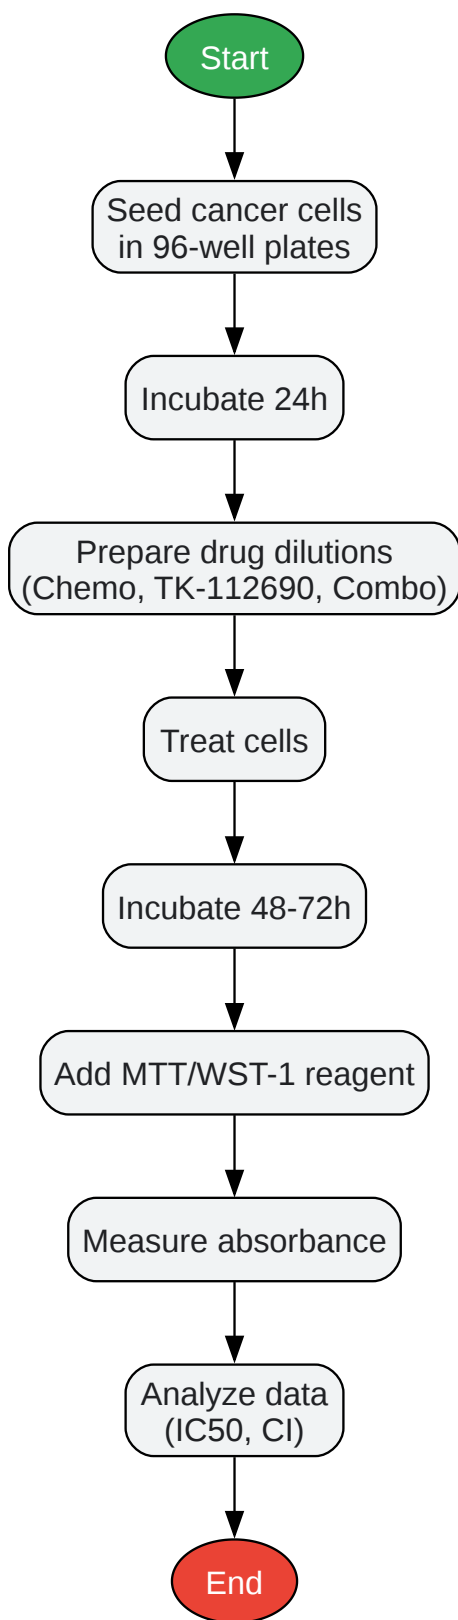 Start
Seed cancer cells
in 96-well plates
Incubate 24h
Prepare drug dilutions
(Chemo, TK-112690, Combo)
Treat cells
Incubate 48-72h
Add MTT/WST-1 reagent
Measure absorbance
Analyze data
(IC50, CI)
End